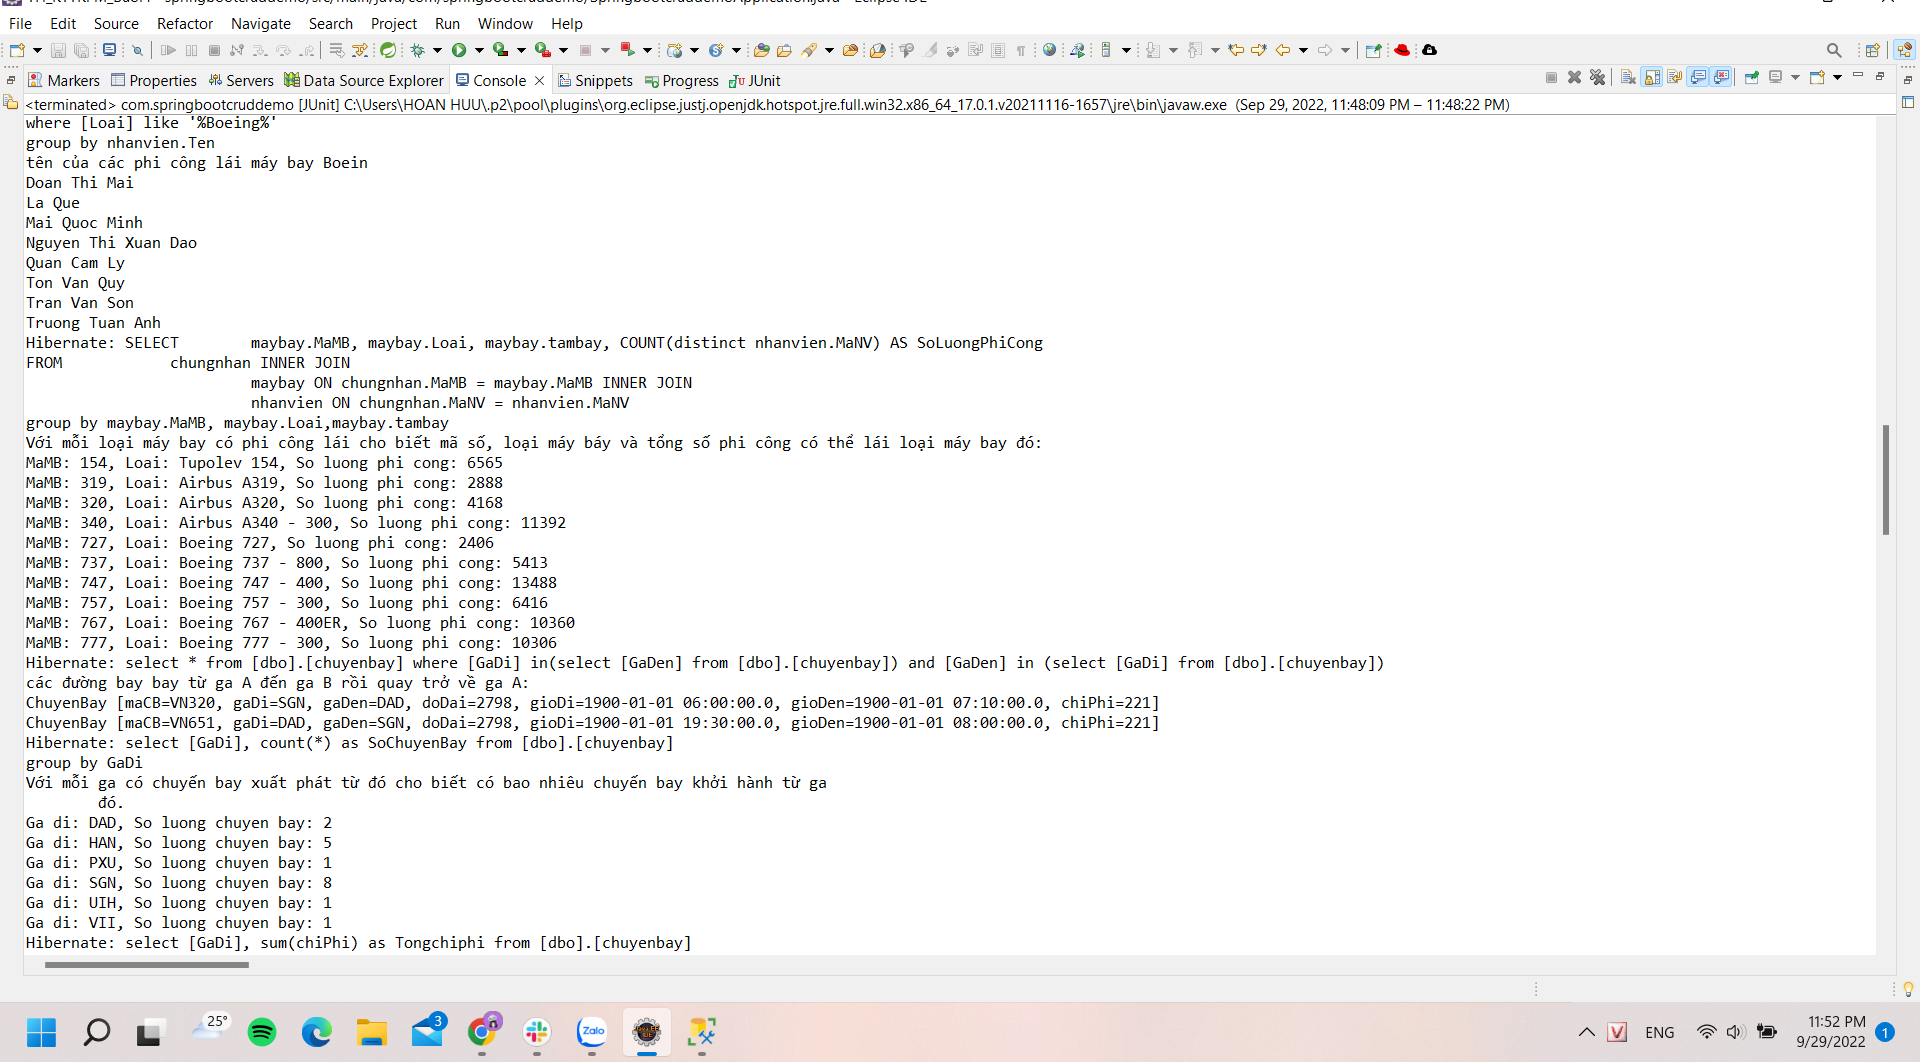 TH_KTTKPM_Buoi4 - springbootcruddemo/src/main/java/com/springbootcruddemo/SpringbootcruddemoApplication.java - Eclipse IDE
File Edit Source Refactor Navigate Search Project Run Window Help
Markers Properties Servers Data Source Explorer Console Snippets Progress JUnit
<terminated> com.springbootcruddemo [JUnit] C:\Users\HOAN HUU\.p2\pool\plugins\org.eclipse.justj.openjdk.hotspot.jre.full.win32.x86_64_17.0.1.v20211116-1657\jre\bin\javaw.exe (Sep 29, 2022, 11:48:09 PM – 11:48:22 PM)
where [Loai] like '%Boeing%'
group by nhanvien.Ten
tên của các phi công lái máy bay Boein
Doan Thi Mai
La Que
Mai Quoc Minh
Nguyen Thi Xuan Dao
Quan Cam Ly
Ton Van Quy
Tran Van Son
Truong Tuan Anh
Hibernate: SELECT maybay.MaMB, maybay.Loai, maybay.tambay, COUNT(distinct nhanvien.MaNV) AS SoLuongPhiCong
FROM chungnhan INNER JOIN
maybay ON chungnhan.MaMB = maybay.MaMB INNER JOIN
nhanvien ON chungnhan.MaNV = nhanvien.MaNV
group by maybay.MaMB, maybay.Loai,maybay.tambay
Với mỗi loại máy bay có phi công lái cho biết mã số, loại máy báy và tổng số phi công có thể lái loại máy bay đó:
MaMB: 154, Loai: Tupolev 154, So luong phi cong: 6565
MaMB: 319, Loai: Airbus A319, So luong phi cong: 2888
MaMB: 320, Loai: Airbus A320, So luong phi cong: 4168
MaMB: 340, Loai: Airbus A340 - 300, So luong phi cong: 11392
MaMB: 727, Loai: Boeing 727, So luong phi cong: 2406
MaMB: 737, Loai: Boeing 737 - 800, So luong phi cong: 5413
MaMB: 747, Loai: Boeing 747 - 400, So luong phi cong: 13488
MaMB: 757, Loai: Boeing 757 - 300, So luong phi cong: 6416
MaMB: 767, Loai: Boeing 767 - 400ER, So luong phi cong: 10360
MaMB: 777, Loai: Boeing 777 - 300, So luong phi cong: 10306
Hibernate: select * from [dbo].[chuyenbay] where [GaDi] in(select [GaDen] from [dbo].[chuyenbay]) and [GaDen] in (select [GaDi] from [dbo].[chuyenbay])
các đường bay bay từ ga A đến ga B rồi quay trở về ga A:
ChuyenBay [maCB=VN320, gaDi=SGN, gaDen=DAD, doDai=2798, gioDi=1900-01-01 06:00:00.0, gioDen=1900-01-01 07:10:00.0, chiPhi=221]
ChuyenBay [maCB=VN651, gaDi=DAD, gaDen=SGN, doDai=2798, gioDi=1900-01-01 19:30:00.0, gioDen=1900-01-01 08:00:00.0, chiPhi=221]
Hibernate: select [GaDi], count(*) as SoChuyenBay from [dbo].[chuyenbay]
group by GaDi
Với mỗi ga có chuyến bay xuất phát từ đó cho biết có bao nhiêu chuyến bay khởi hành từ ga
đó.
Ga di: DAD, So luong chuyen bay: 2
Ga di: HAN, So luong chuyen bay: 5
Ga di: PXU, So luong chuyen bay: 1
Ga di: SGN, So luong chuyen bay: 8
Ga di: UIH, So luong chuyen bay: 1
Ga di: VII, So luong chuyen bay: 1
Hibernate: select [GaDi], sum(chiPhi) as Tongchiphi from [dbo].[chuyenbay]
25°
3
Zalo
V
ENG
11:52 PM
9/29/2022
1